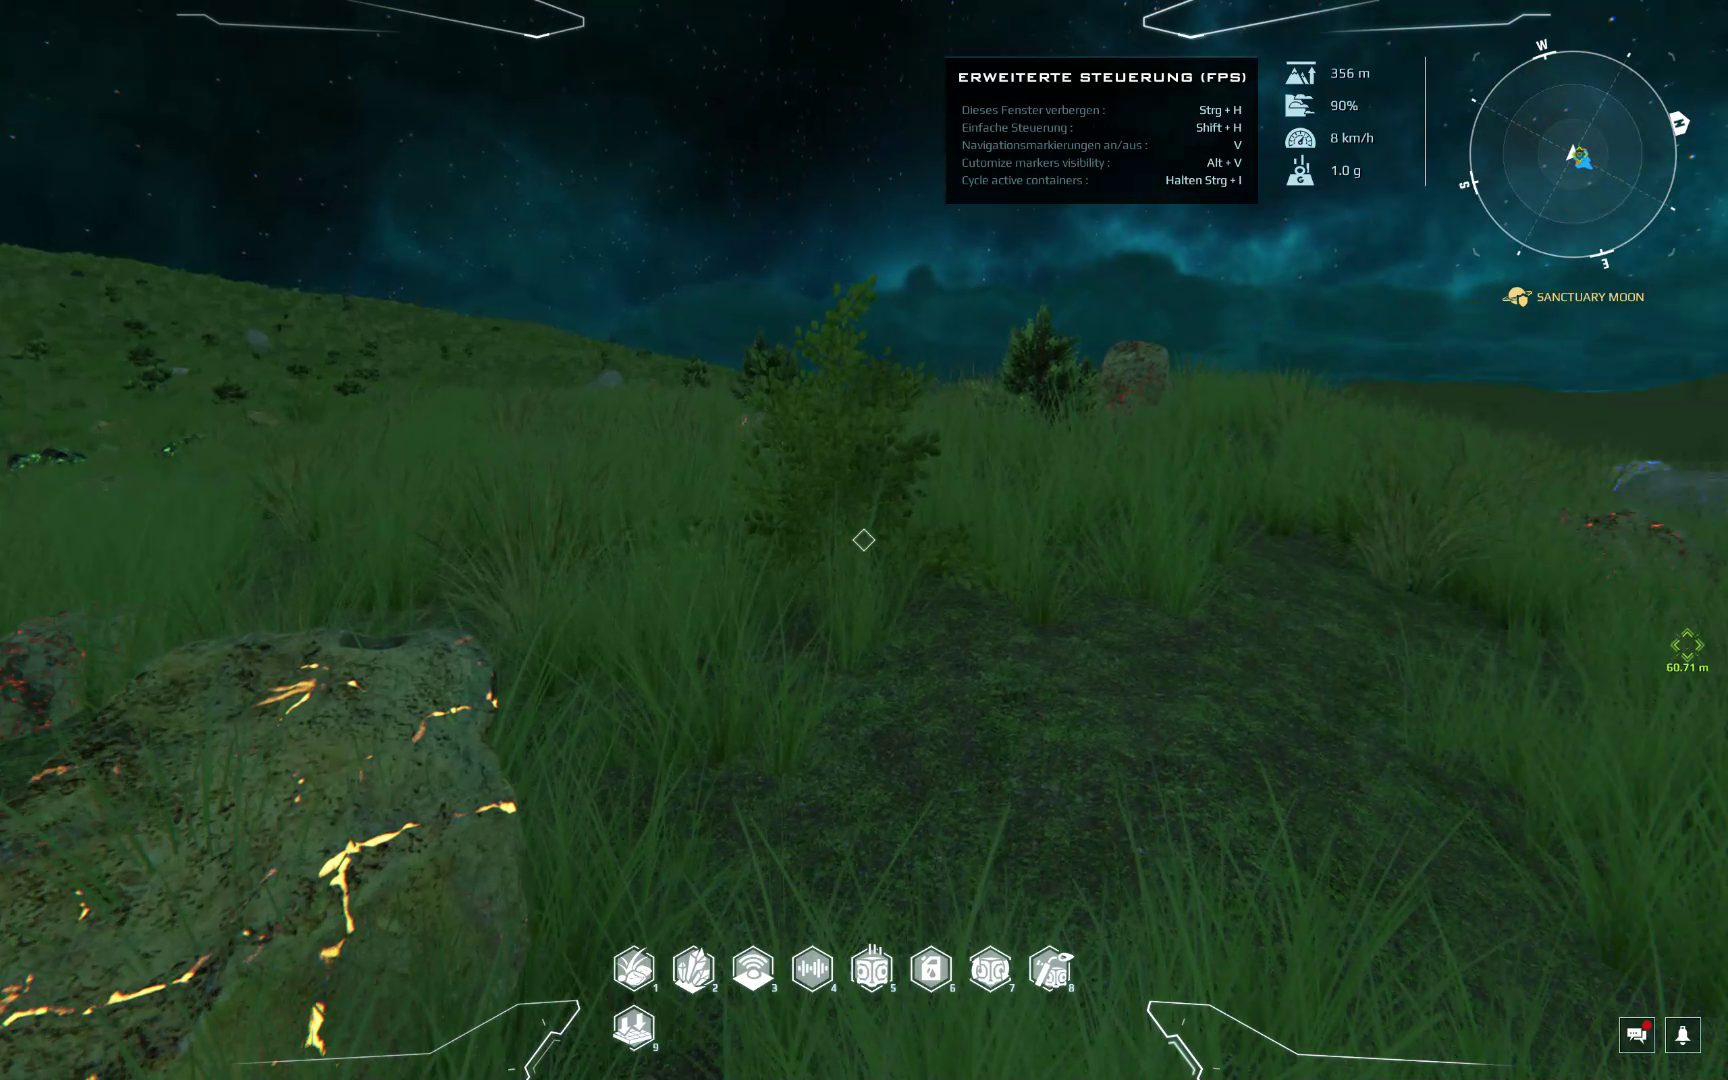 ERWEITERTE STEUERUNG (FPS)
Dieses Fenster verbergen : Strg + H
Einfache Steuerung : Shift + H
Navigationsmarkierungen an/aus : V
Cutomize markers visibility : Alt + V
Cycle active containers : Halten Strg + I
356 m
90%
8 km/h
G 1.0 g
W
N
S
E
SANCTUARY MOON
60.71 m
1 2 3 4 5 6 7 8
9